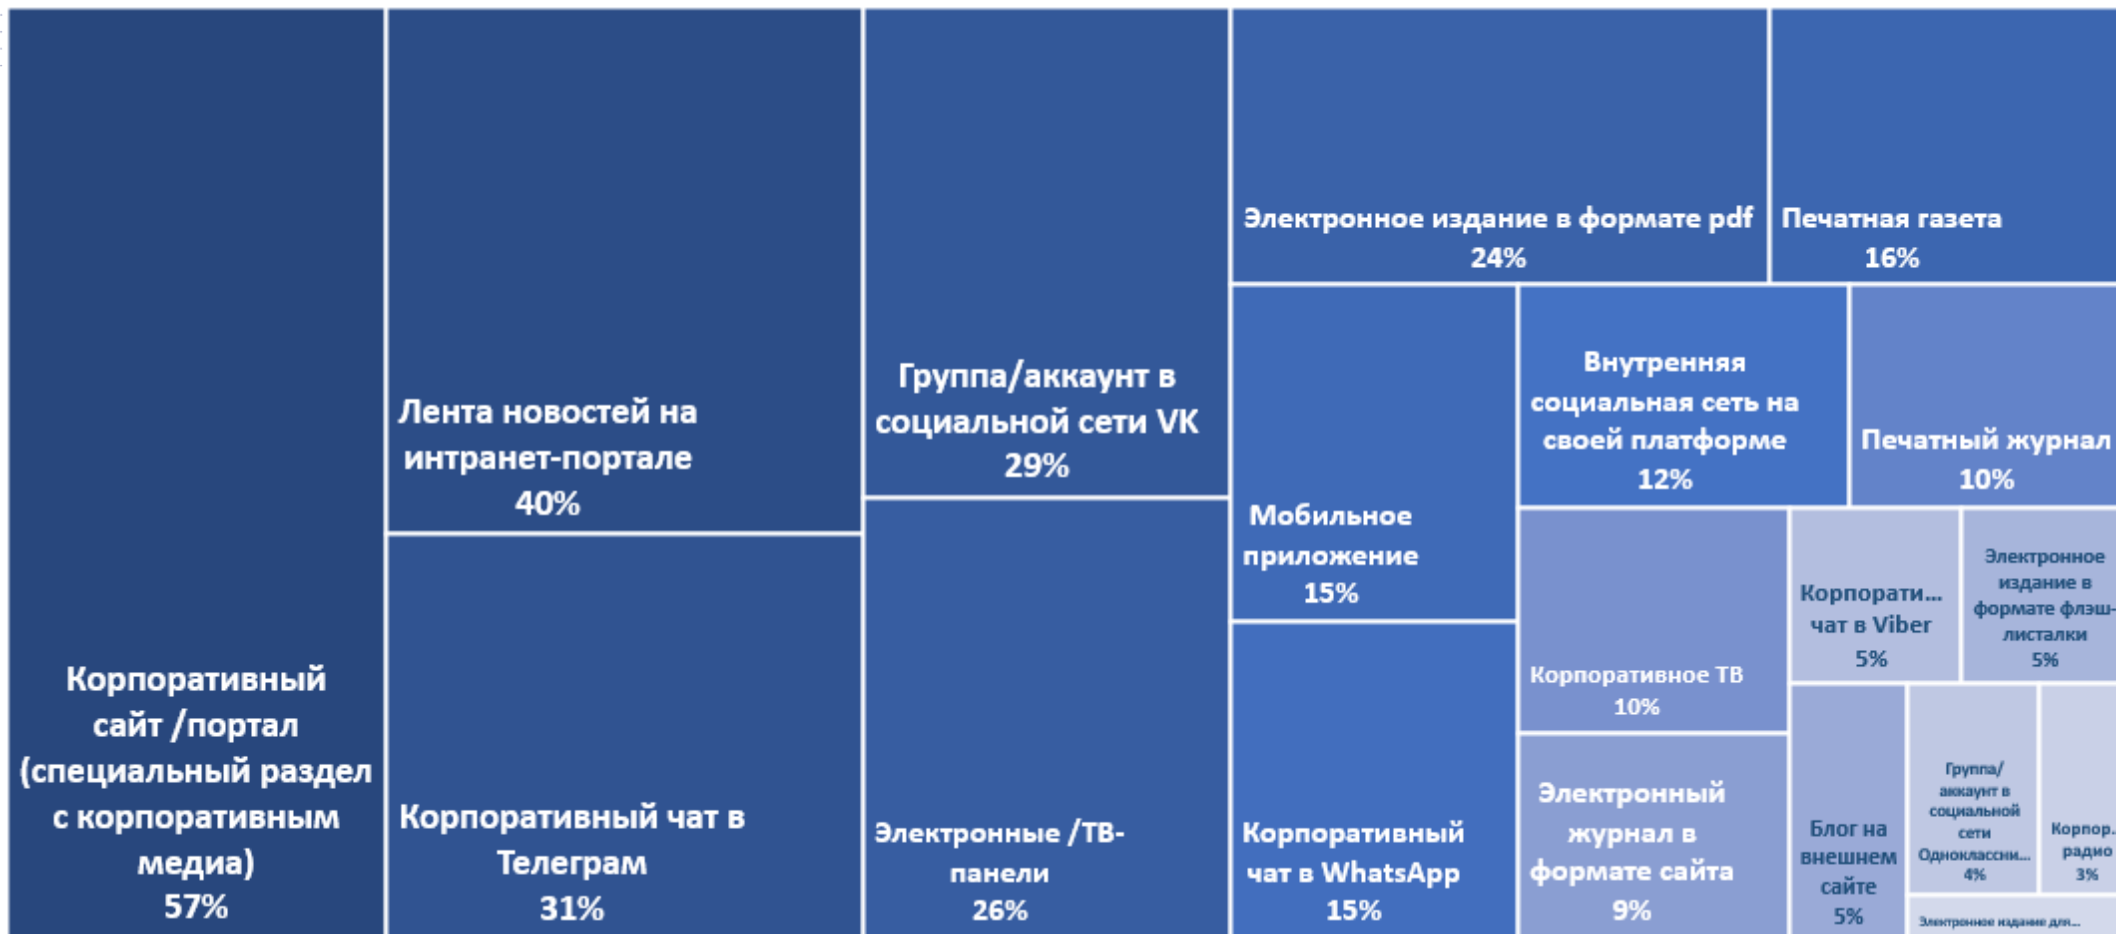 Корпоративный
сайт /портал
(специальный раздел
с корпоративным
медиа)
57%
Лента новостей на
интранет-портале
40%
Корпоративный чат в
Телеграм
31%
Группа/аккаунт в
социальной сети VK
29%
Электронные /ТВ-
панели
26%
Электронное издание в формате pdf
24%
Печатная газета
16%
Мобильное
приложение
15%
Корпоративный
чат в WhatsApp
15%
Внутренняя
социальная сеть на
своей платформе
12%
Печатный журнал
10%
Корпоративное ТВ
10%
Электронный
журнал в
формате сайта
9%
Корпорати...
чат в Viber
5%
Электронное
издание в
формате флэш-
листалки
5%
Блог на
внешнем
сайте
5%
Группа/
аккаунт в
социальной
сети
Одноклассни...
4%
Корпор...
радио
3%
Электронное издание для...